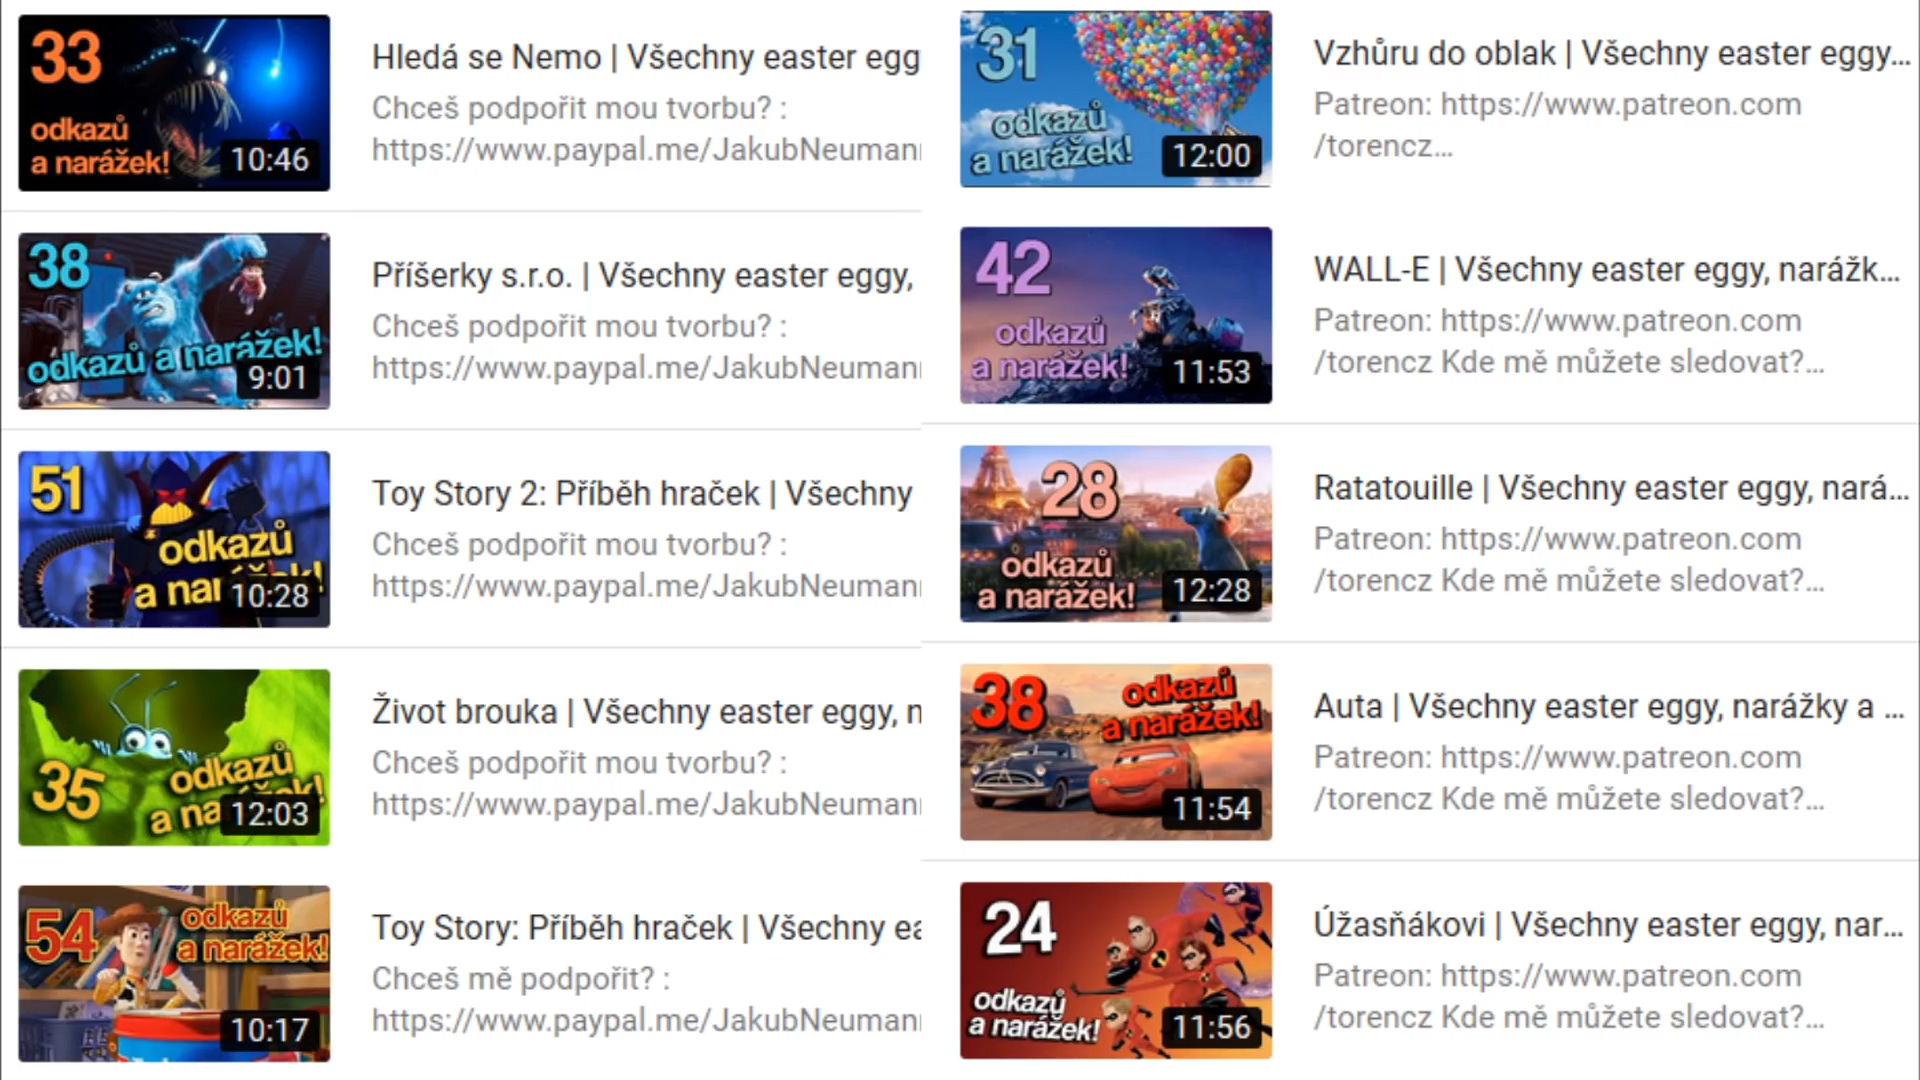 33
odkazů
a narážek!
10:46
Hledá se Nemo | Všechny easter egg
Chceš podpořit mou tvorbu? :
https://www.paypal.me/JakubNeuman
38
odkazů a narážek!
9:01
Příšerky s.r.o. | Všechny easter eggy,
Chceš podpořit mou tvorbu? :
https://www.paypal.me/JakubNeuman
51
odkazů
a nar
10:28
Toy Story 2: Příběh hraček | Všechny
Chceš podpořit mou tvorbu? :
https://www.paypal.me/JakubNeuman
35
odkazů
a na
12:03
Život brouka | Všechny easter eggy, n
Chceš podpořit mou tvorbu? :
https://www.paypal.me/JakubNeuman
54
odkazů
a narážek!
10:17
Toy Story: Příběh hraček | Všechny ea
Chceš mě podpořit? :
https://www.paypal.me/JakubNeuman
31
odkazů
a narážek!
12:00
Vzhůru do oblak | Všechny easter eggy...
Patreon: https://www.patreon.com
/torencz...
42
odkazů
a narážek!
11:53
WALL-E | Všechny easter eggy, narážk...
Patreon: https://www.patreon.com
/torencz Kde mě můžete sledovat?...
28
odkazů
a narážek!
12:28
Ratatouille | Všechny easter eggy, nará...
Patreon: https://www.patreon.com
/torencz Kde mě můžete sledovat?...
38
odkazů
a narážek!
11:54
Auta | Všechny easter eggy, narážky a ...
Patreon: https://www.patreon.com
/torencz Kde mě můžete sledovat?...
24
odkazů
a narážek!
11:56
Úžasňákovi | Všechny easter eggy, nar...
Patreon: https://www.patreon.com
/torencz Kde mě můžete sledovat?...